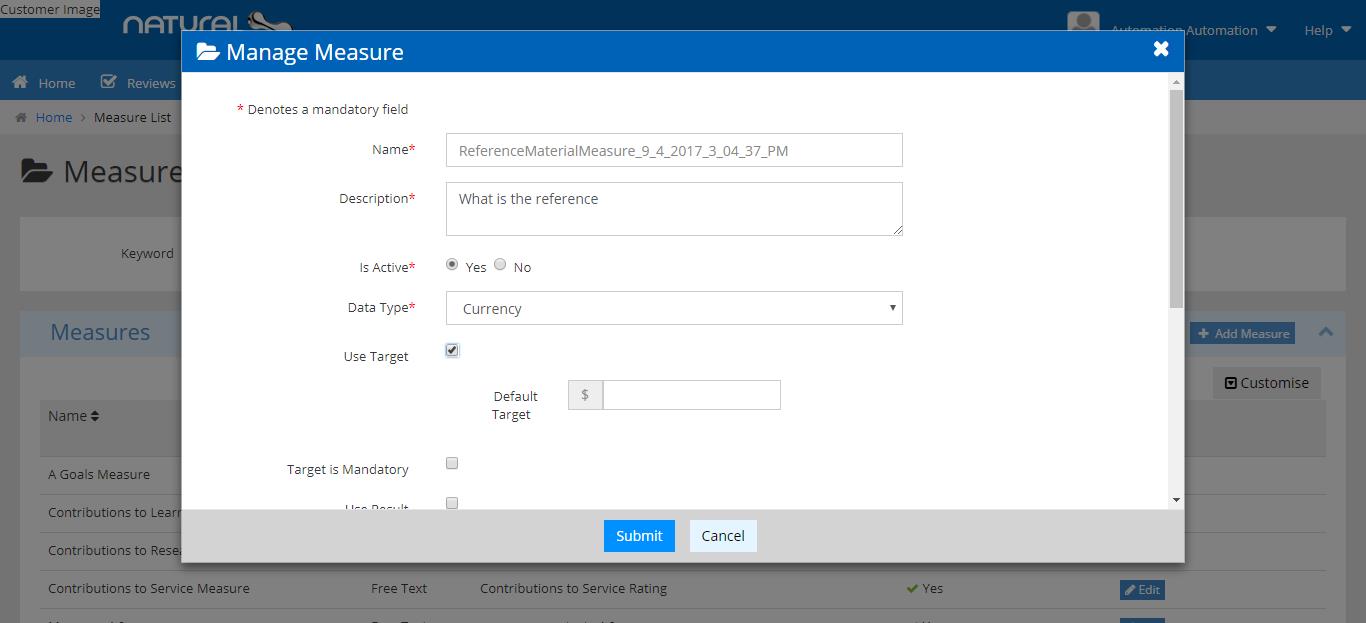 Customer Image
NATURAL
Automation Automation
Help
Manage Measure
Home
Reviews
* Denotes a mandatory field
Home > Measure List
Name*
ReferenceMaterialMeasure_9_4_2017_3_04_37_PM
Measure
Description*
What is the reference
Keyword
Is Active*
Yes
No
Data Type*
Currency
Measures
Add Measure
Use Target
Customise
Default
Target
$
Name
Target is Mandatory
A Goals Measure
Use Result
Contributions to Lear
Submit
Cancel
Contributions to Rese
Contributions to Service Measure
Free Text
Contributions to Service Rating
Yes
Edit